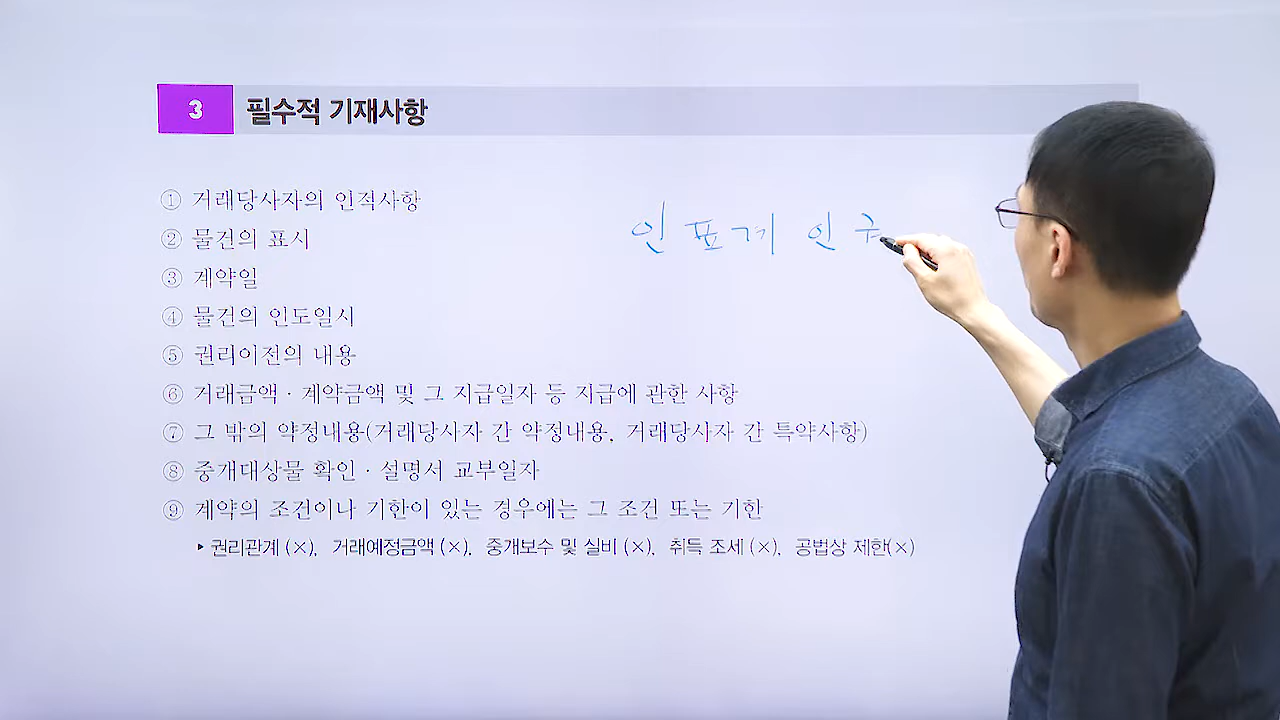 3 필수적 기재사항
① 거래당사자의 인적사항
인 표 계 인
② 물건의 표시
③ 계약일
④ 물건의 인도일시
⑤ 권리이전의 내용
⑥ 거래금액 · 계약금액 및 그 지급일자 등 지급에 관한 사항
⑦ 그 밖의 약정내용(거래당사자 간 약정내용, 거래당사자 간 특약사항)
⑧ 중개대상물 확인 · 설명서 교부일자
⑨ 계약의 조건이나 기한이 있는 경우에는 그 조건 또는 기한
▸ 권리관계 (×), 거래예정금액 (×), 중개보수 및 실비 (×), 취득 조세 (×), 공법상 제한(×)